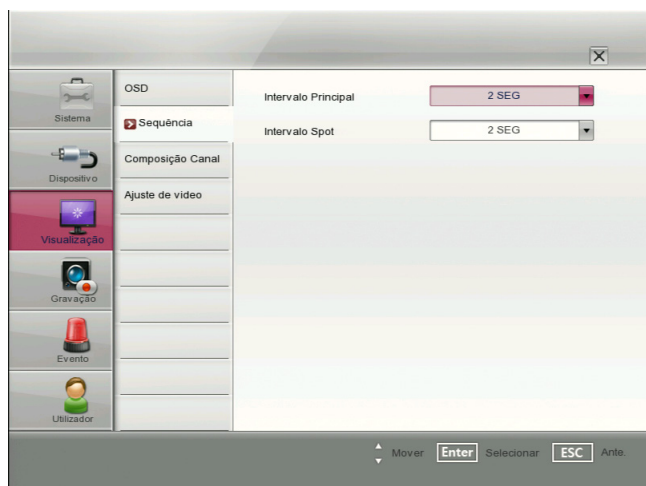 Sistema
Dispositivo
Visualização
Gravação
Evento
Utilizador
OSD
Sequência
Composição Canal
Ajuste de video
Intervalo Principal 2 SEG
Intervalo Spot 2 SEG
Mover Enter Selecionar ESC Ante.